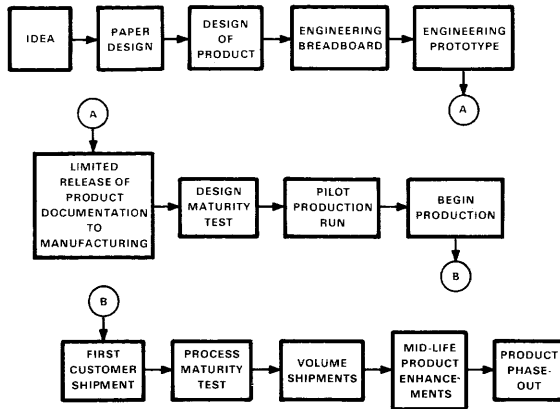 IDEA
PAPER
DESIGN
DESIGN
OF
PRODUCT
ENGINEERING
BREADBOARD
ENGINEERING
PROTOTYPE
A
A
LIMITED
RELEASE OF
PRODUCT
DOCUMENTATION
TO
MANUFACTURING
DESIGN
MATURITY
TEST
PILOT
PRODUCTION
RUN
BEGIN
PRODUCTION
B
B
FIRST
CUSTOMER
SHIPMENT
PROCESS
MATURITY
TEST
VOLUME
SHIPMENTS
MID-LIFE
PRODUCT
ENHANCE-
MENTS
PRODUCT
PHASE-
OUT